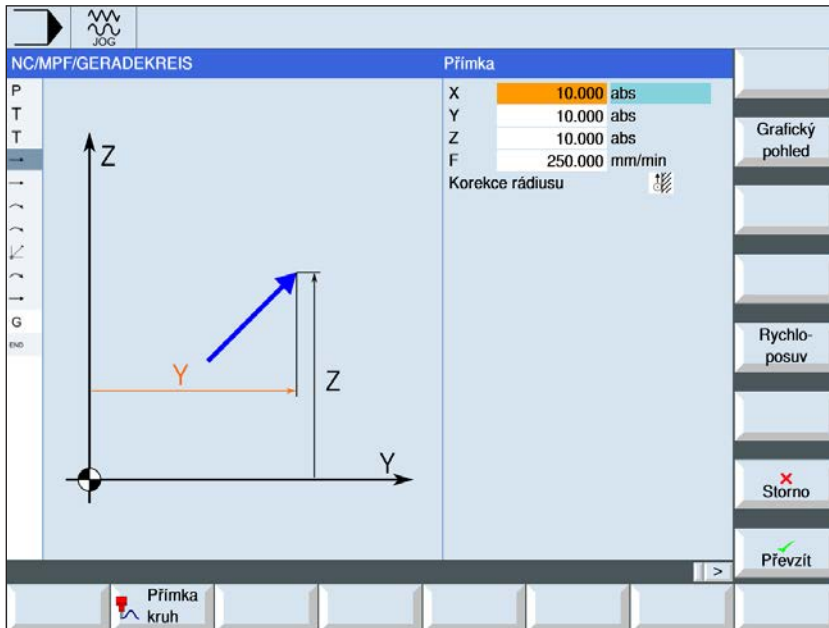 JOG
NC/MPF/GERADEKREIS
Přímka
P
T
T
G
END
Z
Y
Z
Y
X 10.000 abs
Y 10.000 abs
Z 10.000 abs
F 250.000 mm/min
Korekce rádiusu
Grafický
pohled
Rychlo-
posuv
Storno
Převzít
>
Přímka
kruh